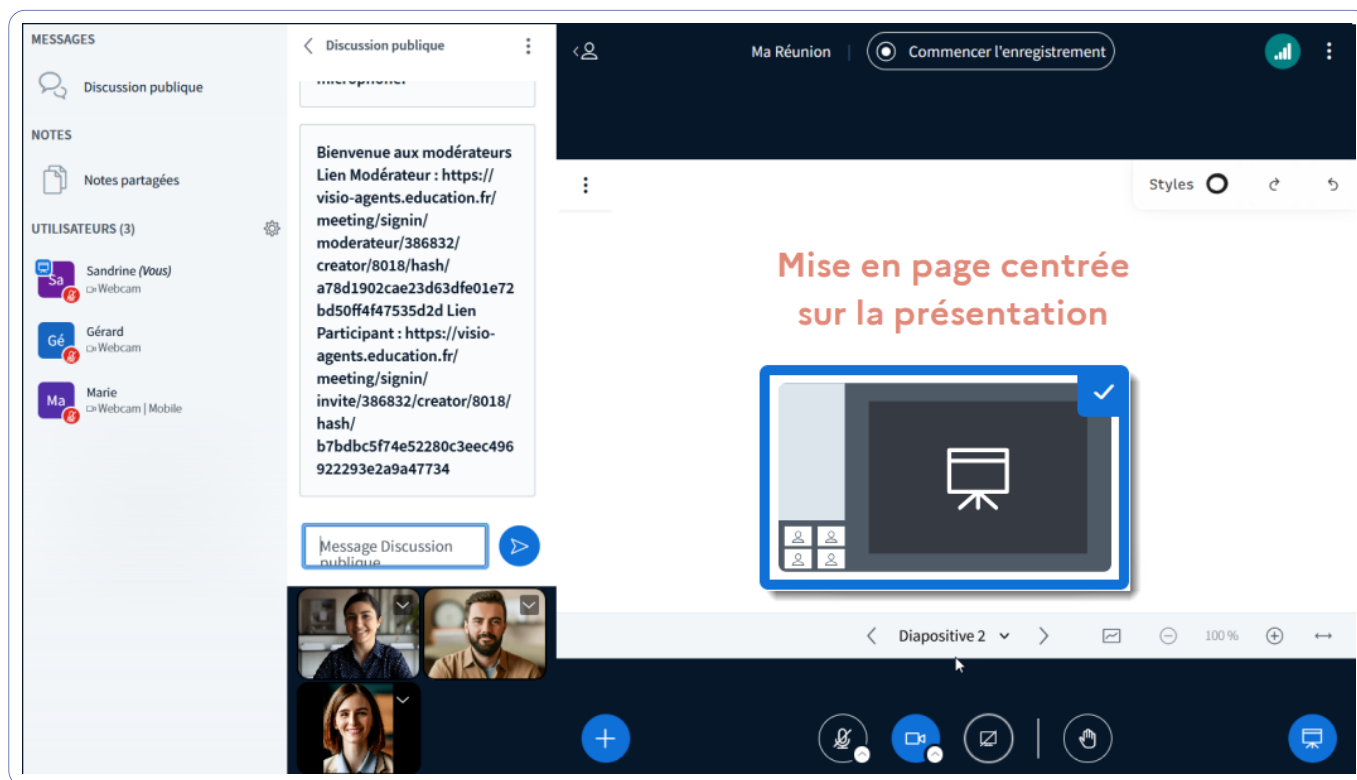 MESSAGES
Discussion publique
NOTES
Notes partagées
UTILISATEURS (3)
Sa
Sandrine (Vous)
Webcam
Gé
Gérard
Webcam
Ma
Marie
Webcam | Mobile
Discussion publique
microphone.
Bienvenue aux modérateurs
Lien Modérateur : https://
visio-agents.education.fr/
meeting/signin/
moderateur/386832/
creator/8018/hash/
a78d1902cae23d63dfe01e72
bd50ff4f47535d2d Lien
Participant : https://visio-
agents.education.fr/
meeting/signin/
invite/386832/creator/8018/
hash/
b7bdbc5f74e52280c3eec496
922293e2a9a47734
Message Discussion
publique
Ma Réunion
Commencer l'enregistrement
Styles
Mise en page centrée
sur la présentation
Diapositive 2
100 %